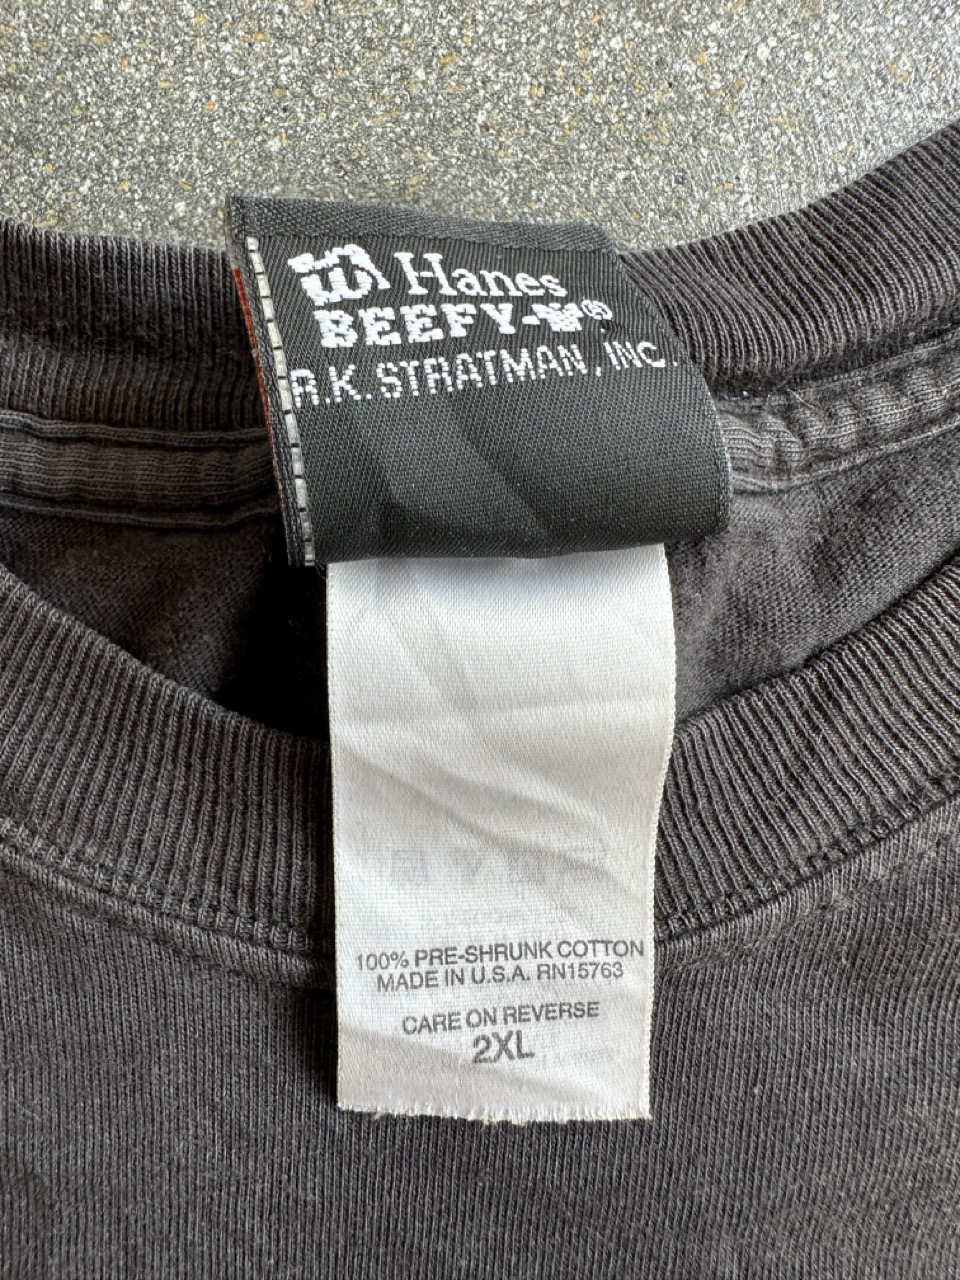 Hanes
BEEFY-T®
R.K. STRATMAN, INC.
100% PRE-SHRUNK COTTON
MADE IN U.S.A. RN15763
CARE ON REVERSE
2XL